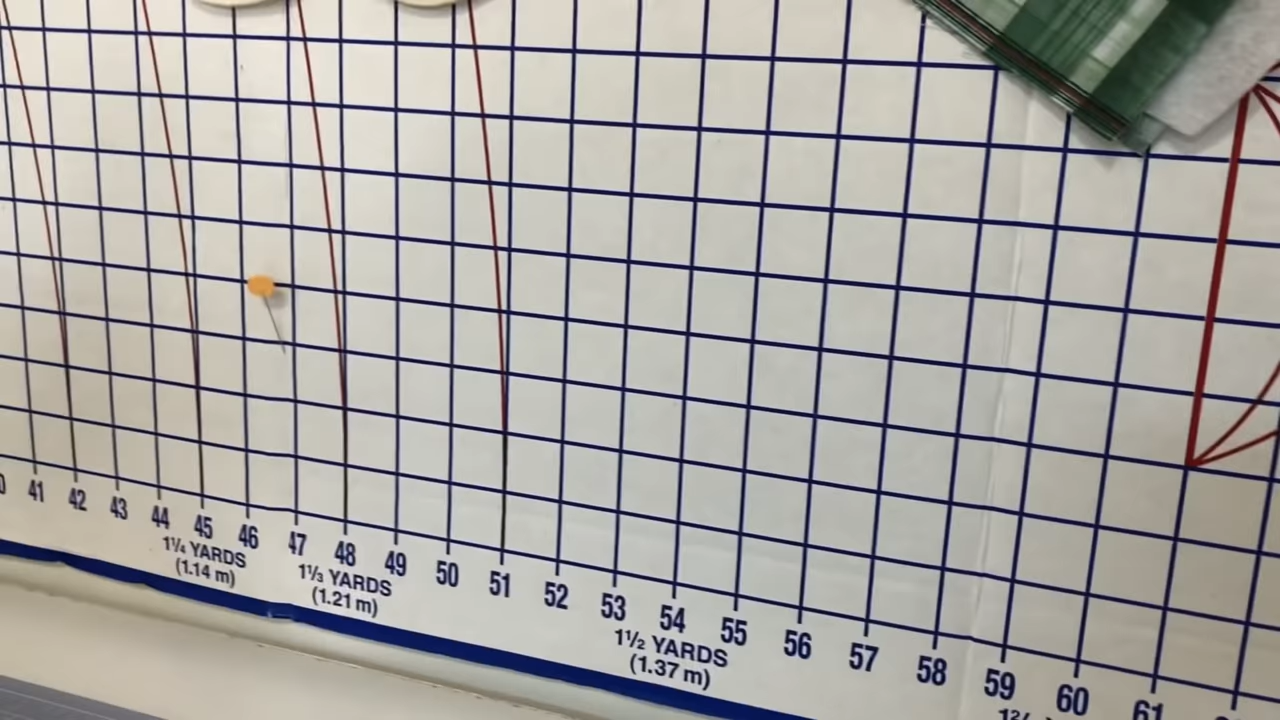 41 42 43 44 45 46 47 48 49 50 51 52 53 54 55 56 57 58 59 60 61
1¼ YARDS
(1.14 m)
1⅓ YARDS
(1.21 m)
1½ YARDS
(1.37 m)